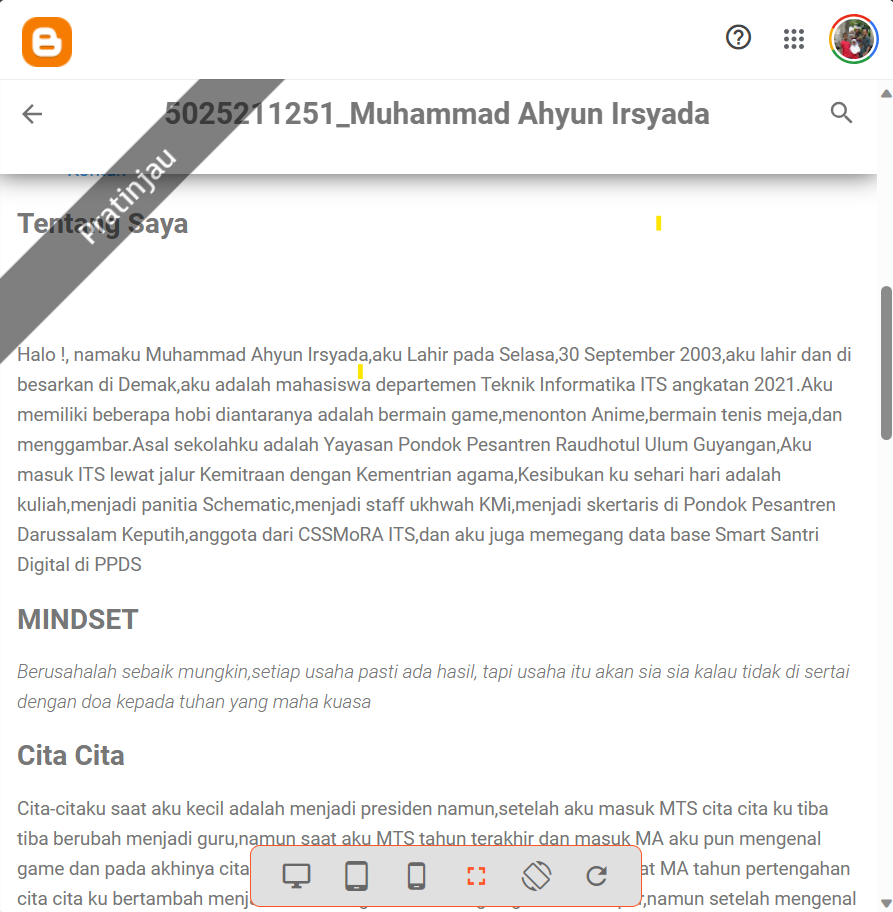 5025211251_Muhammad Ahyun Irsyada
Pratinjau
Tentang Saya
Halo !, namaku Muhammad Ahyun Irsyada,aku Lahir pada Selasa,30 September 2003,aku lahir dan di
besarkan di Demak,aku adalah mahasiswa departemen Teknik Informatika ITS angkatan 2021.Aku
memiliki beberapa hobi diantaranya adalah bermain game,menonton Anime,bermain tenis meja,dan
menggambar.Asal sekolahku adalah Yayasan Pondok Pesantren Raudhotul Ulum Guyangan,Aku
masuk ITS lewat jalur Kemitraan dengan Kementrian agama,Kesibukan ku sehari hari adalah
kuliah,menjadi panitia Schematic,menjadi staff ukhwah KMi,menjadi skertaris di Pondok Pesantren
Darussalam Keputih,anggota dari CSSMoRA ITS,dan aku juga memegang data base Smart Santri
Digital di PPDS
MINDSET
Berusahalah sebaik mungkin,setiap usaha pasti ada hasil, tapi usaha itu akan sia sia kalau tidak di sertai
dengan doa kepada tuhan yang maha kuasa
Cita Cita
Cita-citaku saat aku kecil adalah menjadi presiden namun,setelah aku masuk MTS cita cita ku tiba
tiba berubah menjadi guru,namun saat aku MTS tahun terakhir dan masuk MA aku pun mengenal
game dan pada akhinya cita MA tahun pertengahan
cita cita ku bertambah namun setelah mengenal